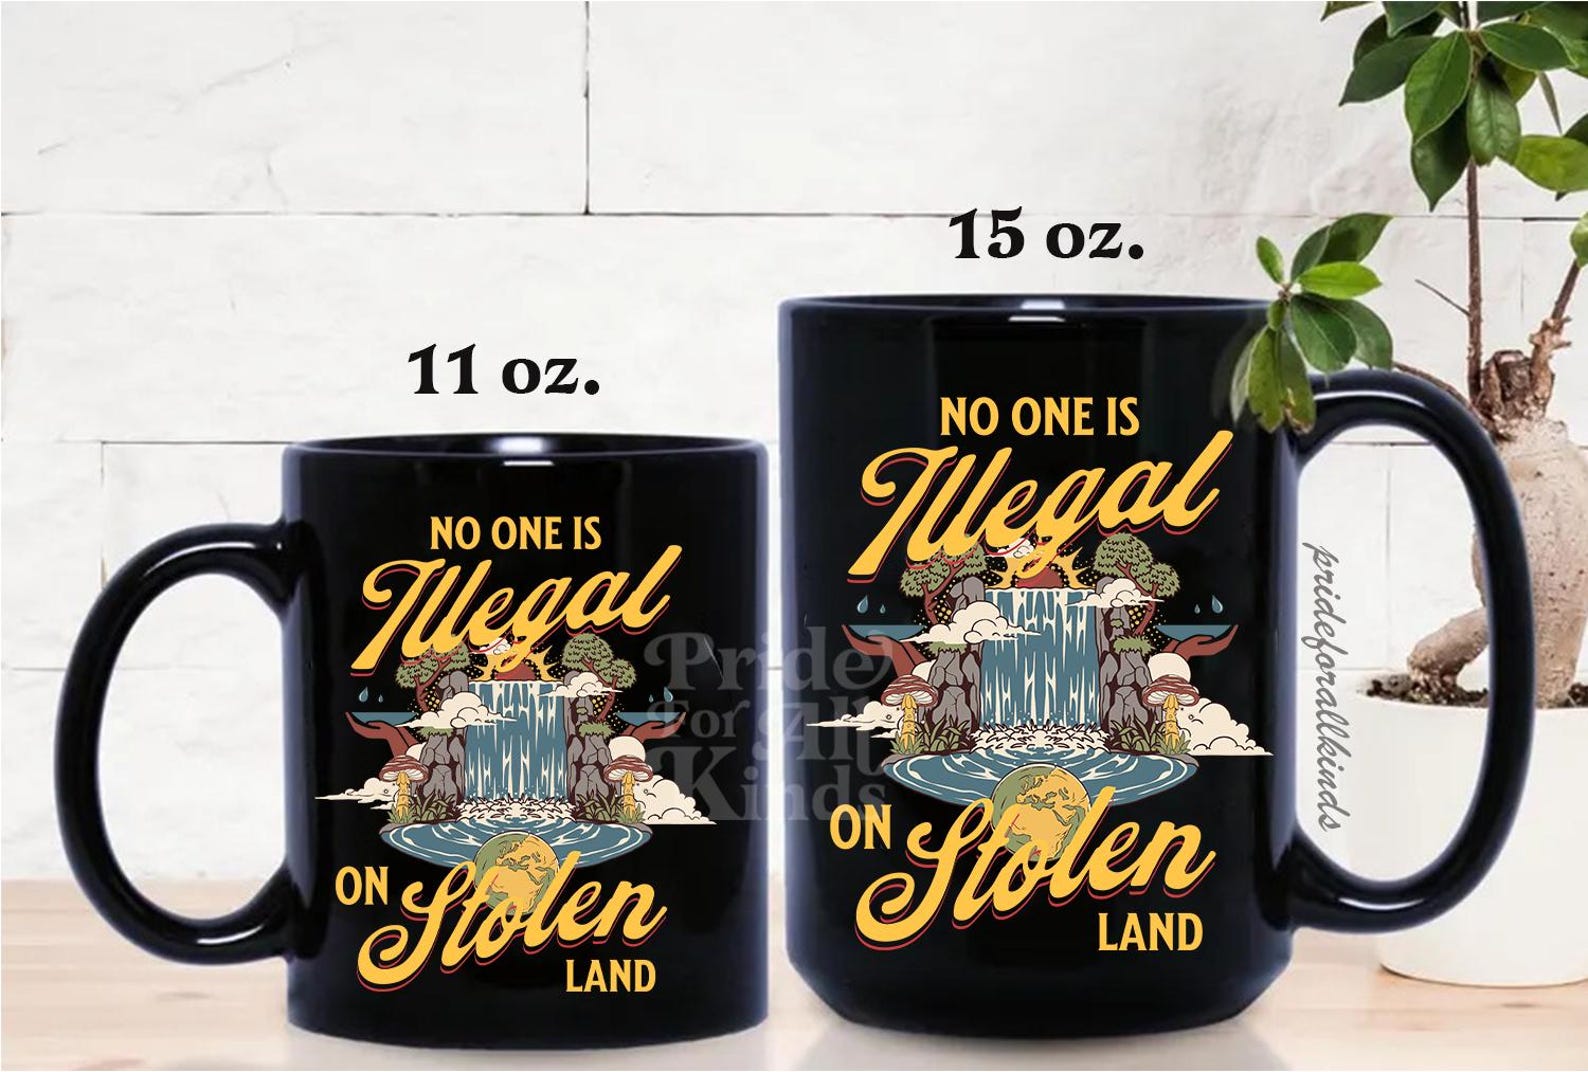 11 oz.
NO ONE IS
Illegal
ON Stolen
LAND
Pride
For All
Kinds
15 oz.
NO ONE IS
Illegal
ON Stolen
LAND
prideforallkinds